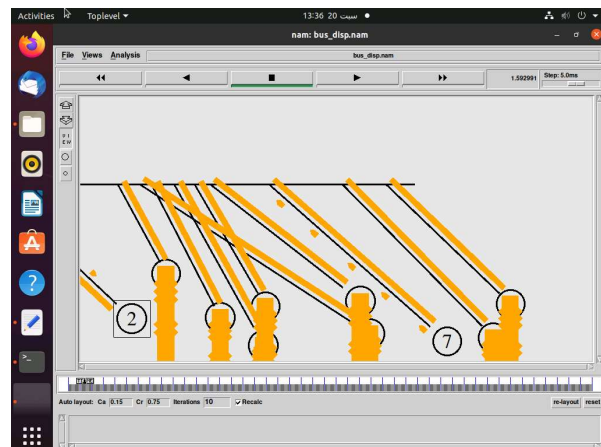 Activities
Toplevel
13:36 20 سبت
nam: bus_disp.nam
File Views Analysis
bus_disp.nam
1.592991
Step: 5.0ms
VIEW
2
7
Auto layout: Ca 0.15 Cr 0.75 Iterations 10 Recalc
re-layout reset